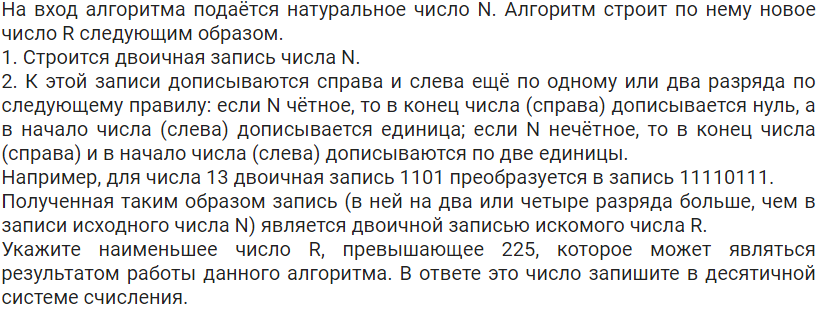 На вход алгоритма подаётся натуральное число N. Алгоритм строит по нему новое
число R следующим образом.
1. Строится двоичная запись числа N.
2. К этой записи дописываются справа и слева ещё по одному или два разряда по
следующему правилу: если N чётное, то в конец числа (справа) дописывается нуль, а
в начало числа (слева) дописывается единица; если N нечётное, то в конец числа
(справа) и в начало числа (слева) дописываются по две единицы.
Например, для числа 13 двоичная запись 1101 преобразуется в запись 11110111.
Полученная таким образом запись (в ней на два или четыре разряда больше, чем в
записи исходного числа N) является двоичной записью искомого числа R.
Укажите наименьшее число R, превышающее 225, которое может являться
результатом работы данного алгоритма. В ответе это число запишите в десятичной
системе счисления.